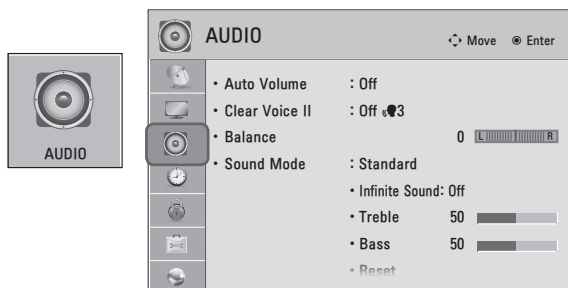 AUDIO
AUDIO
Move Enter
• Auto Volume : Off
• Clear Voice II : Off 3
• Balance 0 L R
• Sound Mode : Standard
• Infinite Sound: Off
• Treble 50
• Bass 50
• Reset